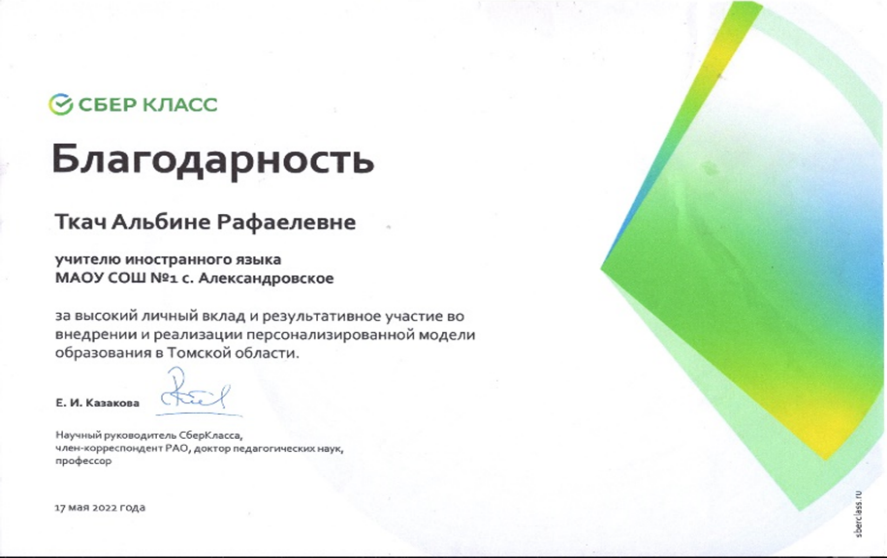 СБЕР КЛАСС
Благодарность
Ткач Альбине Рафаелевне
учителю иностранного языка
МАОУ СОШ №1 с. Александровское
за высокий личный вклад и результативное участие во
внедрении и реализации персонализированной модели
образования в Томской области.
Е. И. Казакова
Научный руководитель СберКласса,
член-корреспондент РАО, доктор педагогических наук,
профессор
17 мая 2022 года
sberclass.ru